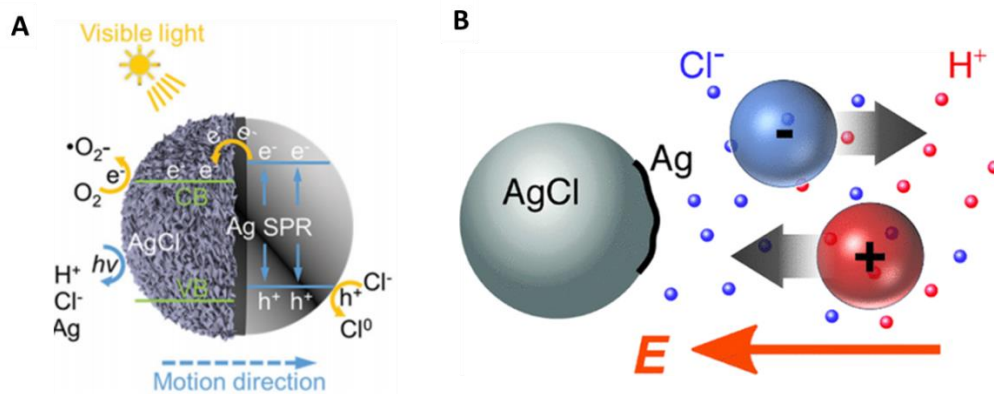 A
Visible light
•O₂-
O₂
e-
e-
e-
e-
e-
e-
e-
CB
AgCl
Ag SPR
hν
H⁺
Cl⁻
Ag
VB
h⁺
h⁺
h⁺
Cl-
Cl⁰
Motion direction
B
Cl⁻
H⁺
-
Ag
AgCl
+
E